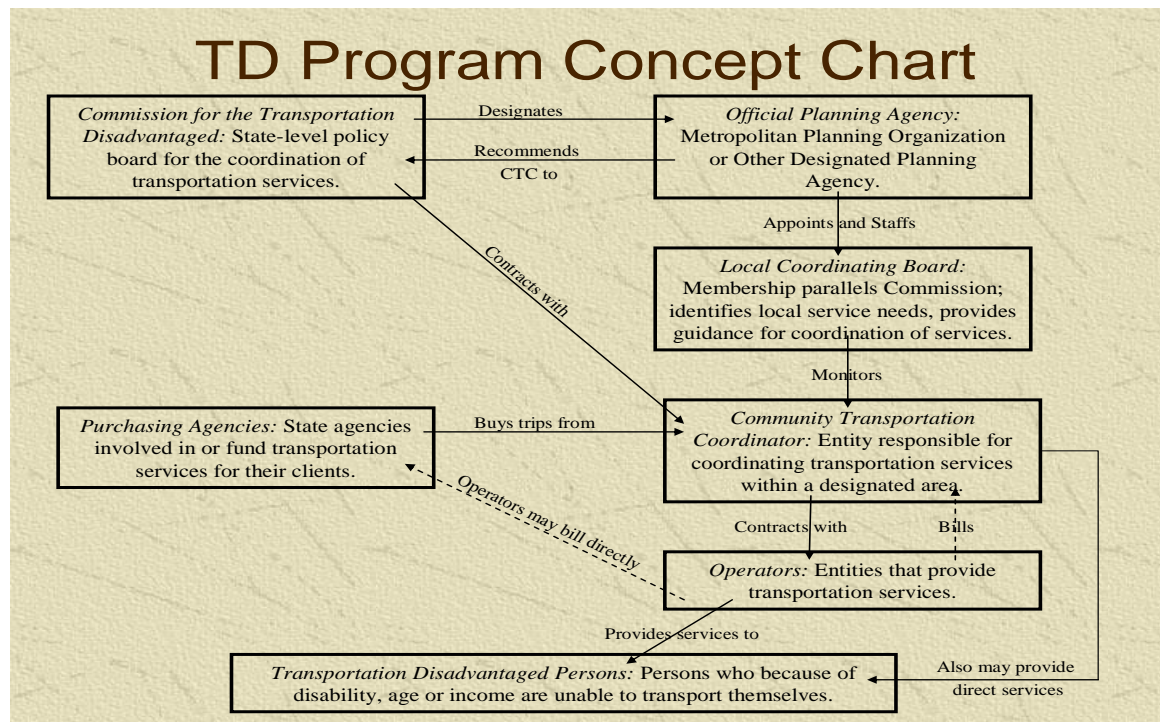 TD Program Concept Chart
Commission for the Transportation
Disadvantaged: State-level policy
board for the coordination of
transportation services.
Designates
Recommends
CTC to
Official Planning Agency:
Metropolitan Planning Organization
or Other Designated Planning
Agency.
Appoints and Staffs
Local Coordinating Board:
Membership parallels Commission;
identifies local service needs, provides
guidance for coordination of services.
Contracts with
Monitors
Purchasing Agencies: State agencies
involved in or fund transportation
services for their clients.
Buys trips from
Community Transportation
Coordinator: Entity responsible for
coordinating transportation services
within a designated area.
Operators may bill directly
Contracts with
Bills
Operators: Entities that provide
transportation services.
Provides services to
Transportation Disadvantaged Persons: Persons who because of
disability, age or income are unable to transport themselves.
Also may provide
direct services